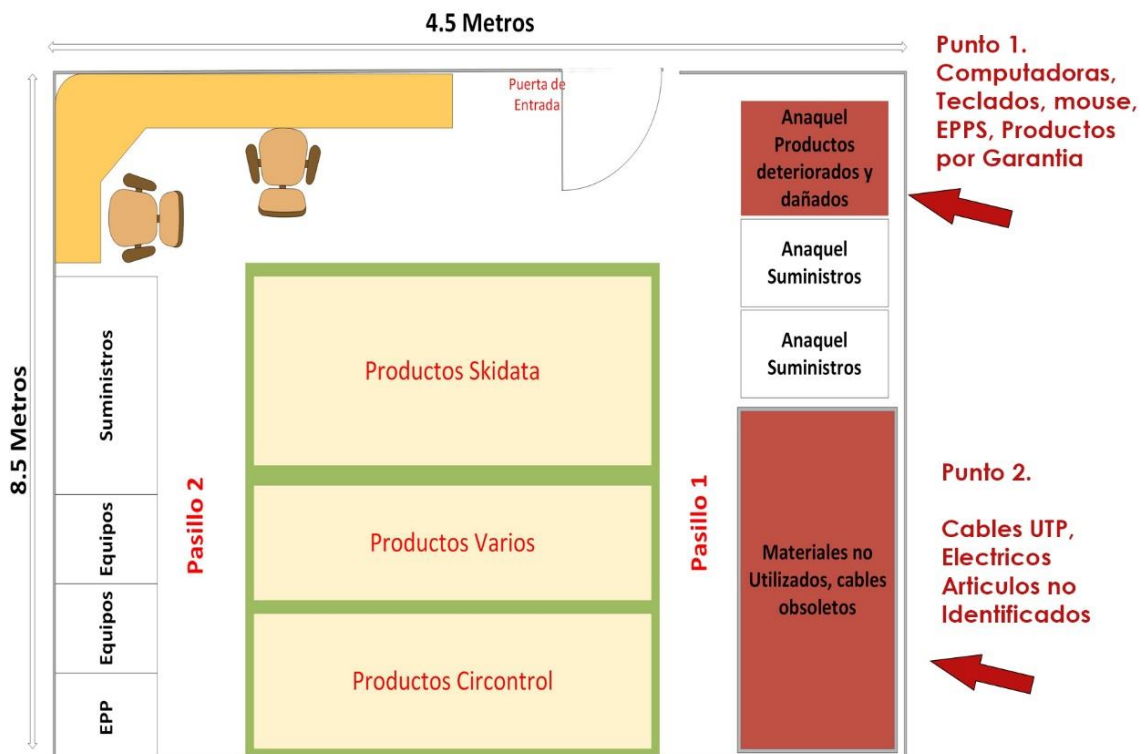 4.5 Metros
8.5 Metros
Puerta de
Entrada
Anaquel
Productos
deteriorados y
dañados
Anaquel
Suministros
Anaquel
Suministros
Materiales no
Utilizados, cables
obsoletos
Pasillo 1
Productos Skidata
Productos Varios
Productos Circontrol
Pasillo 2
Suministros
Equipos
Equipos
EPP
Punto 1.
Computadoras,
Teclados, mouse,
EPPS, Productos
por Garantia
Punto 2.
Cables UTP,
Electricos
Articulos no
Identificados